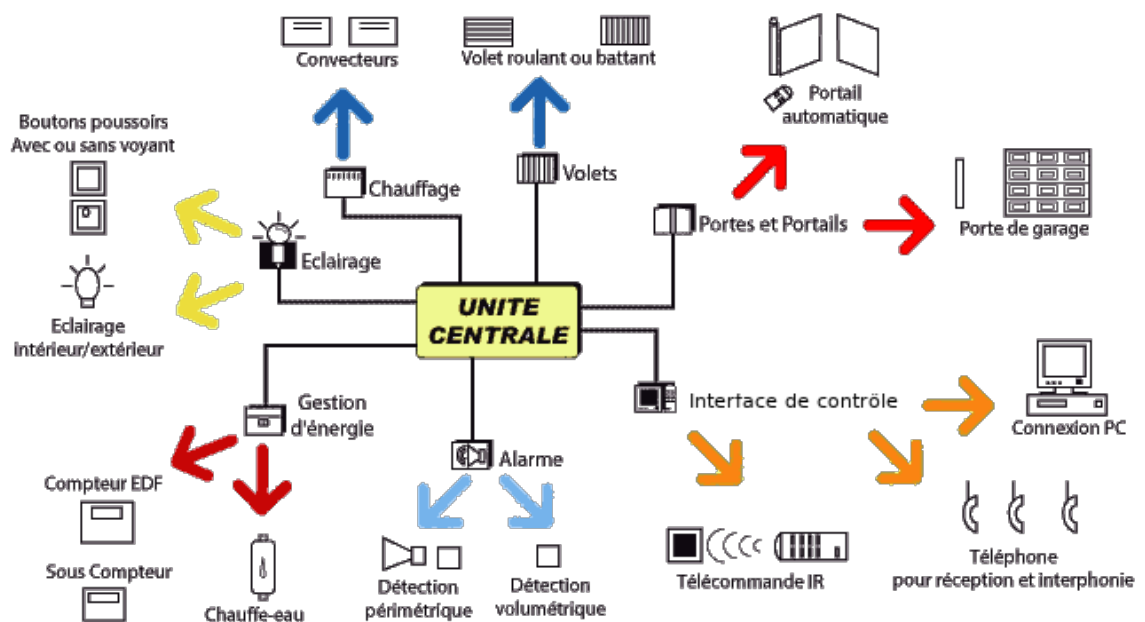 Convecteurs
Volet roulant ou battant
Portail
automatique
Boutons poussoirs
Avec ou sans voyant
Chauffage
Volets
Portes et Portails
Porte de garage
Eclairage
Eclairage
intérieur/extérieur
UNITE
CENTRALE
Gestion
d'énergie
Interface de contrôle
Connexion PC
Alarme
Compteur EDF
Sous Compteur
Chauffe-eau
Détection
périmétrique
Détection
volumétrique
Télécommande IR
Téléphone
pour réception et interphonie